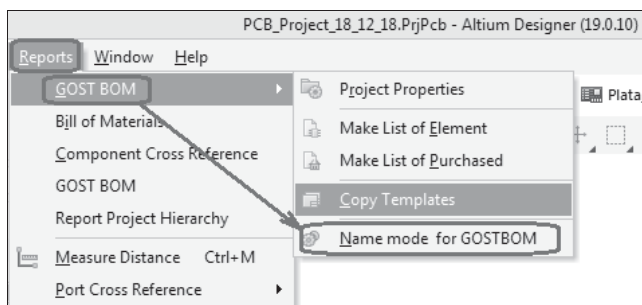 PCB_Project_18_12_18.PrjPcb - Altium Designer (19.0.10)
Reports Window Help
GOST BOM
Bill of Materials
Component Cross Reference
GOST BOM
Report Project Hierarchy
Measure Distance Ctrl+M
Port Cross Reference
Project Properties
Make List of Element
Make List of Purchased
Copy Templates
Name mode for GOSTBOM
Plata